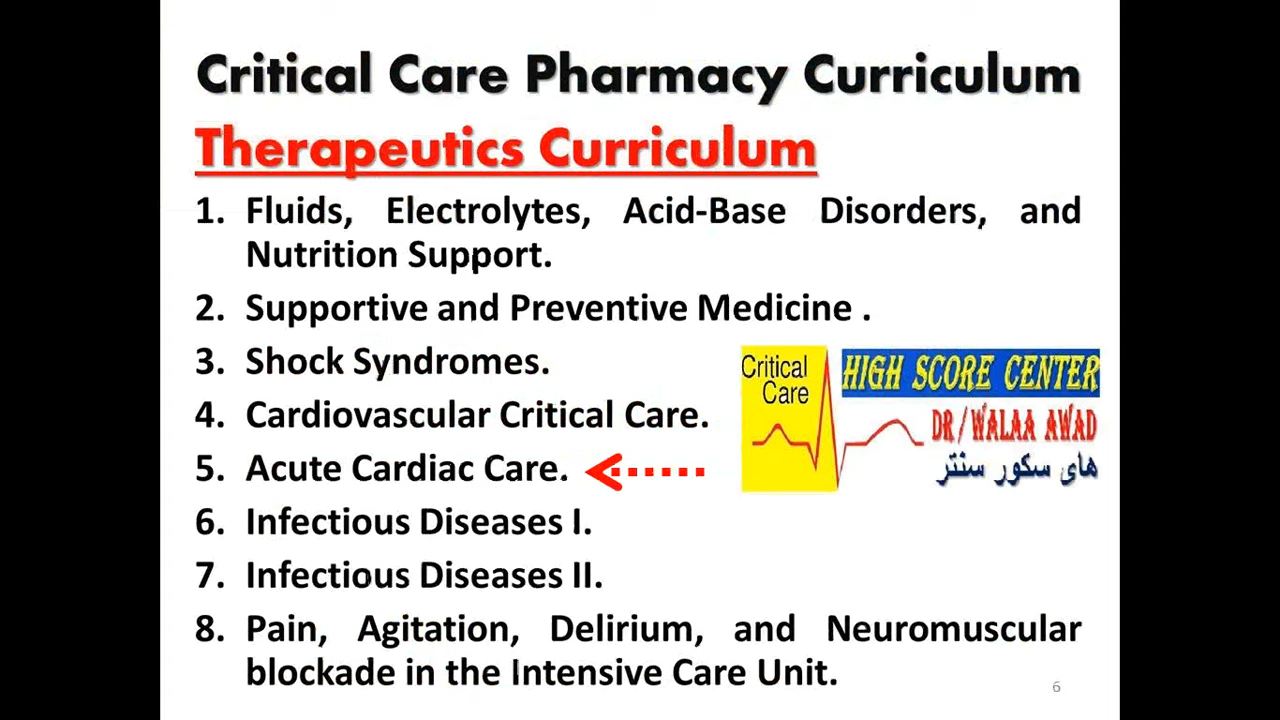 Critical Care Pharmacy Curriculum
Therapeutics Curriculum
1. Fluids, Electrolytes, Acid-Base Disorders, and
Nutrition Support.
2. Supportive and Preventive Medicine .
3. Shock Syndromes.
4. Cardiovascular Critical Care.
5. Acute Cardiac Care.
6. Infectious Diseases I.
7. Infectious Diseases II.
8. Pain, Agitation, Delirium, and Neuromuscular
blockade in the Intensive Care Unit.
Critical
Care
HIGH SCORE CENTER
DR/WALAA AWAD
هاى سكور سنتر
6